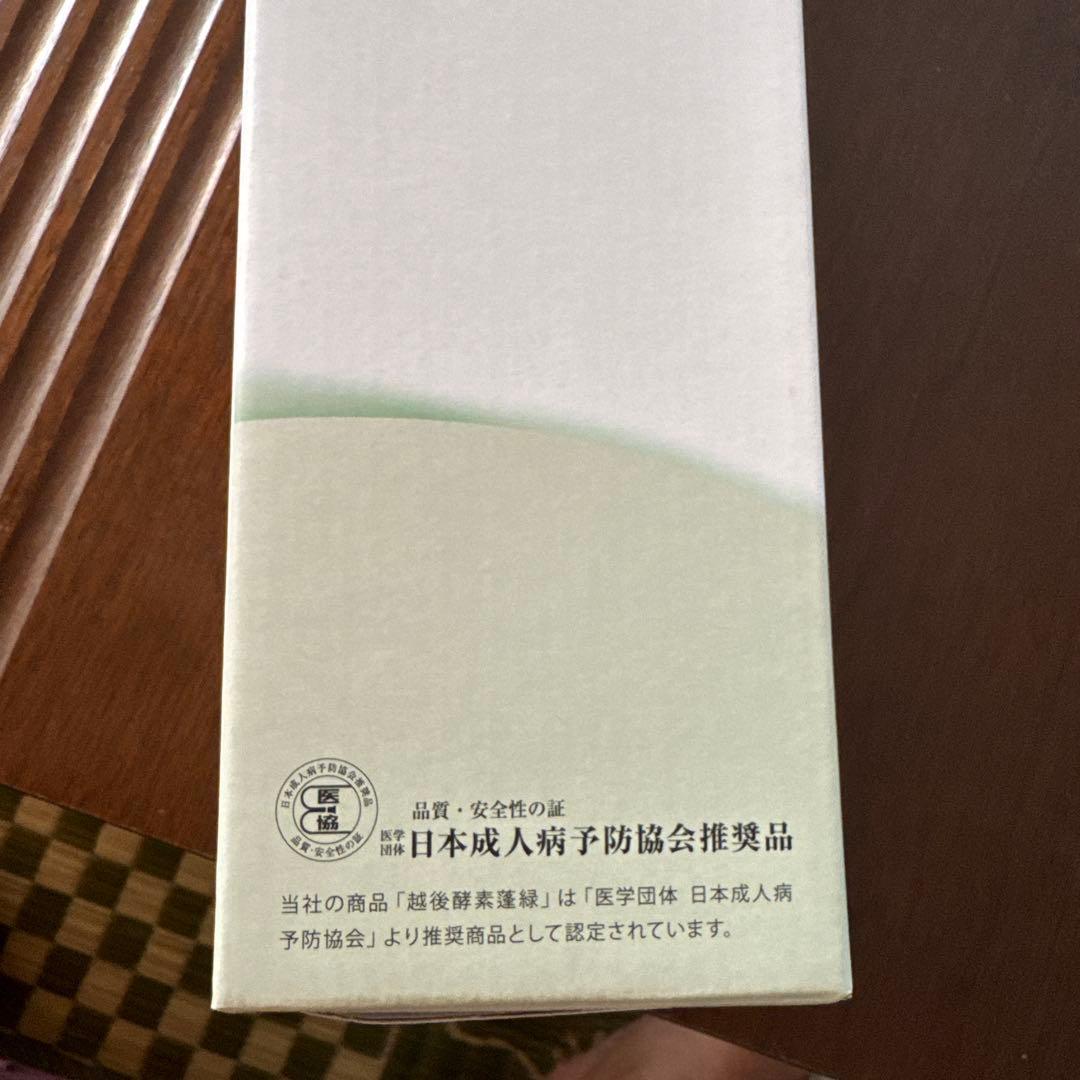 日本成人病予防協会推奨品
医協
品質・安全性の証
品質・安全性の証
医学
団体
日本成人病予防協会推奨品
当社の商品「越後酵素蓬緑」は「医学団体 日本成人病
予防協会」より推奨商品として認定されています。